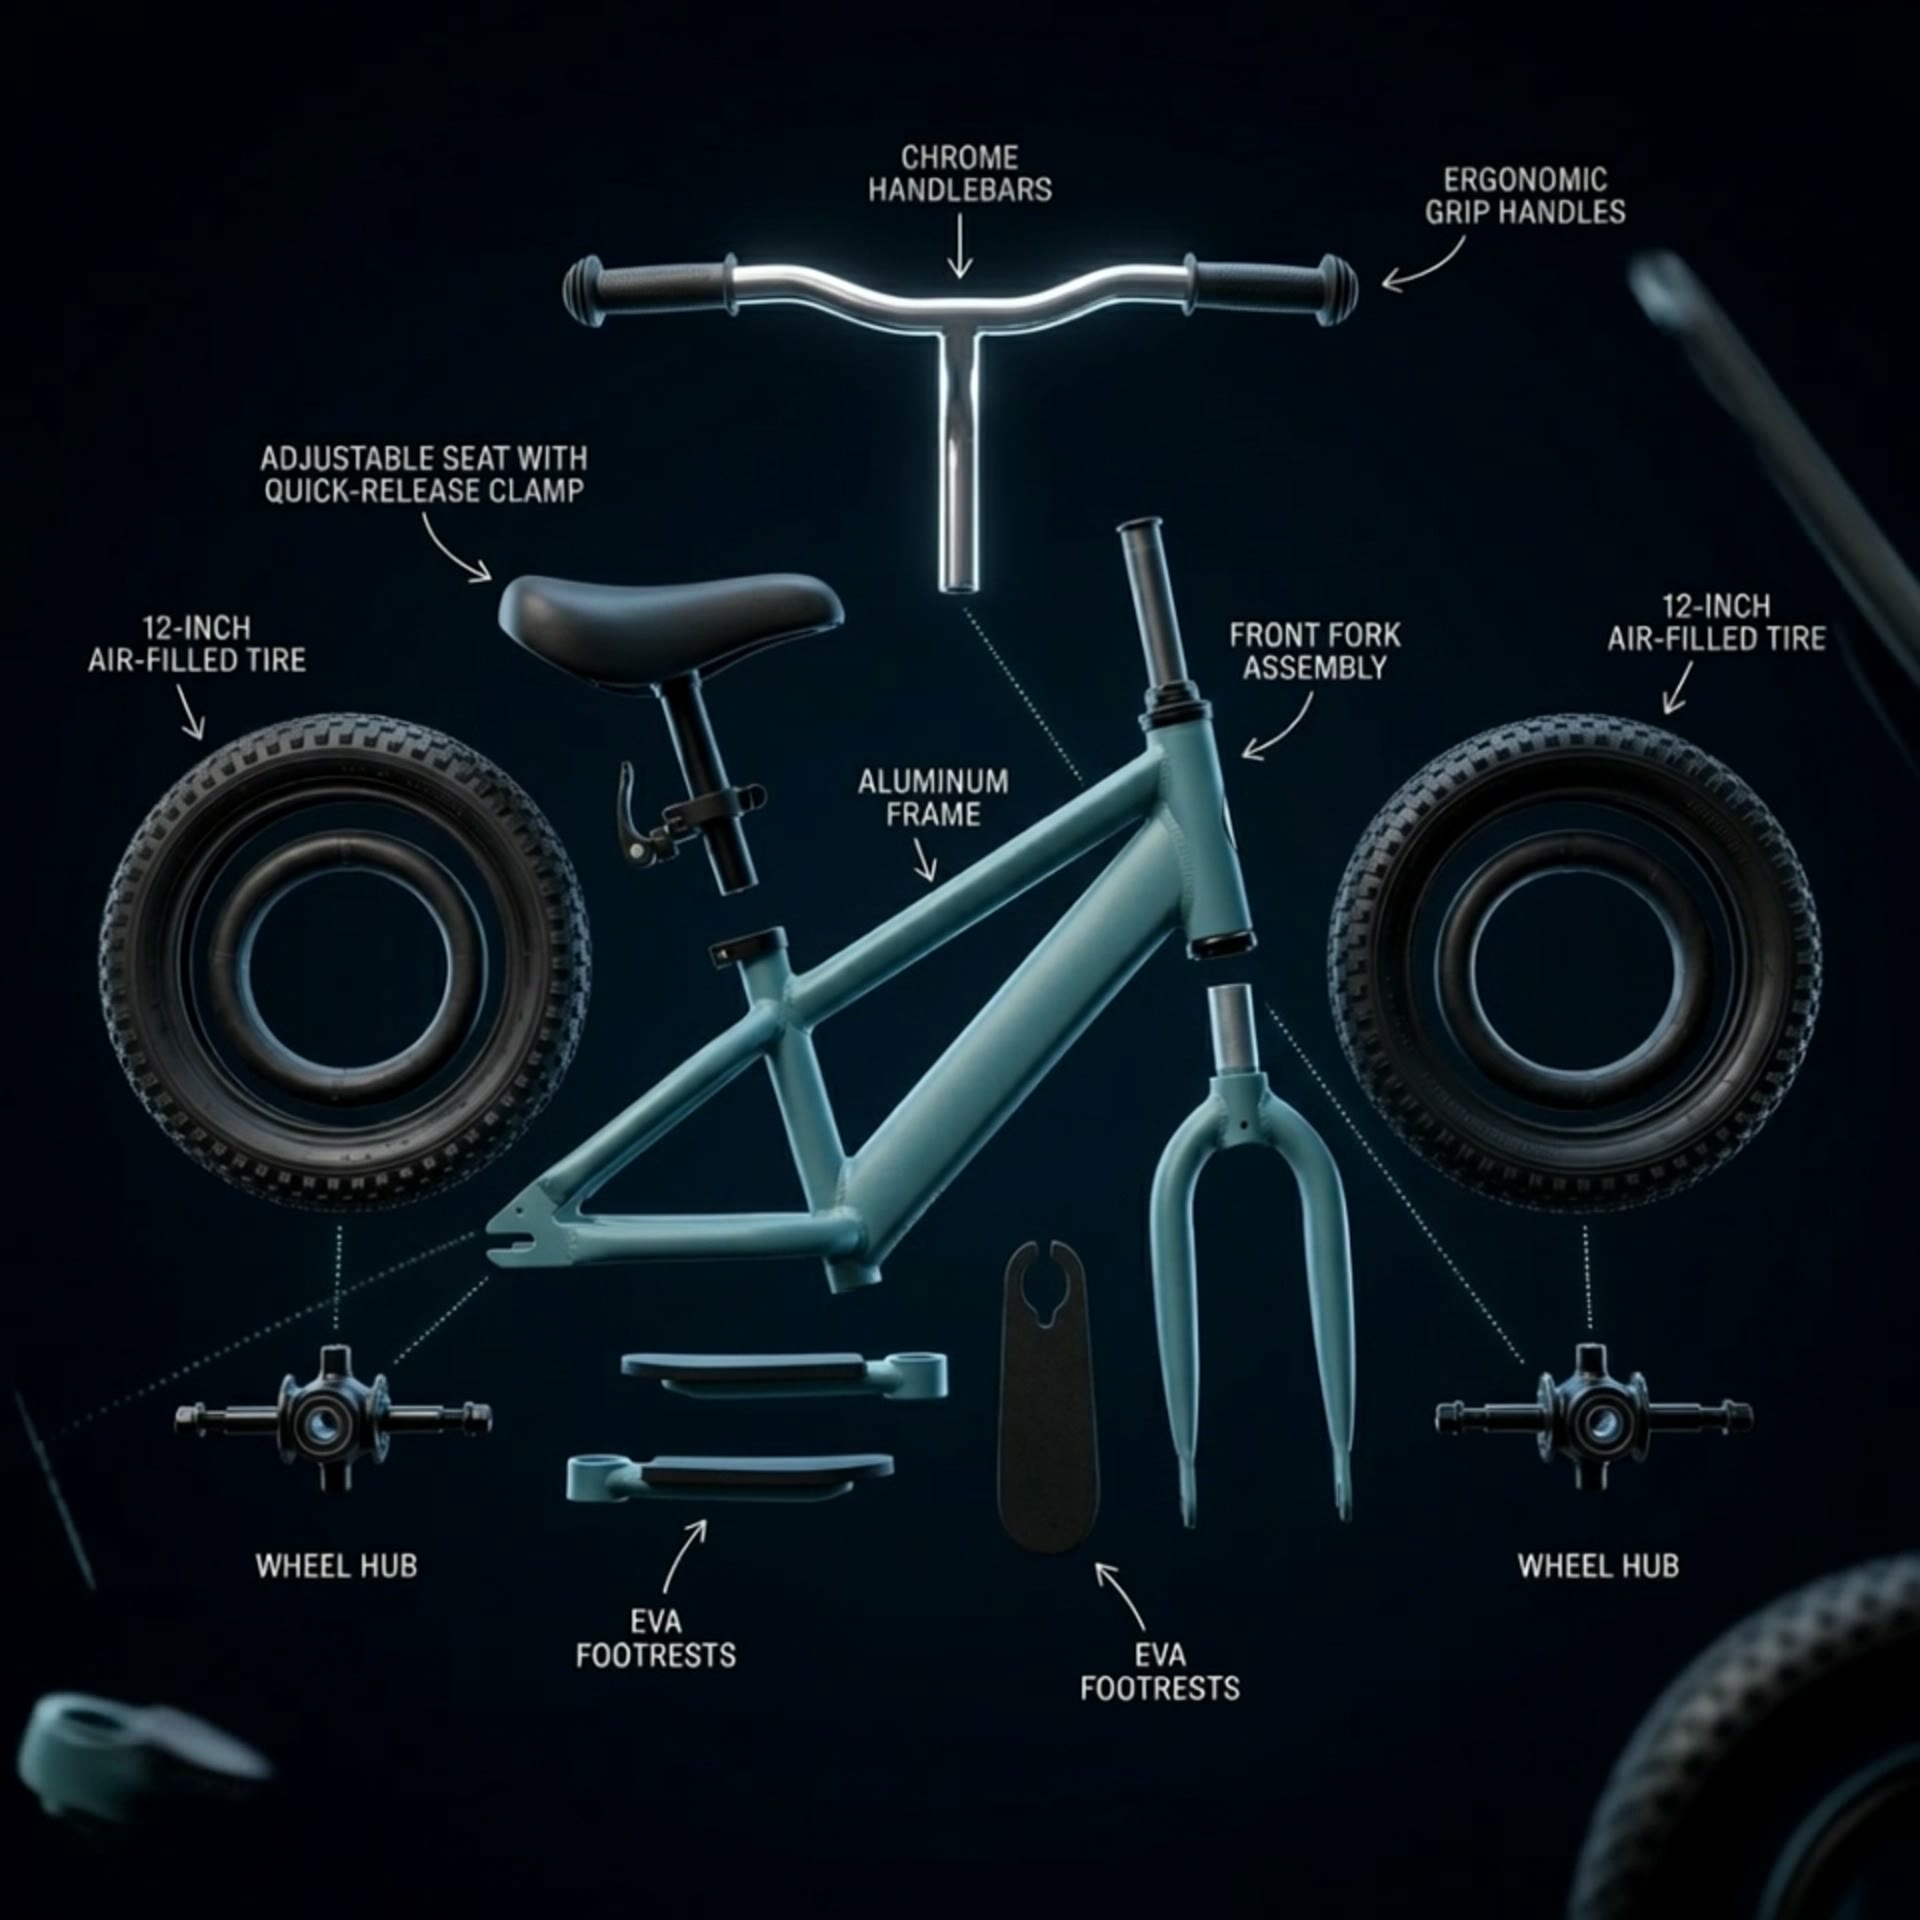 CHROME
HANDLEBARS
ERGONOMIC
GRIP HANDLES
ADJUSTABLE SEAT WITH
QUICK-RELEASE CLAMP
12-INCH
AIR-FILLED TIRE
12-INCH
AIR-FILLED TIRE
FRONT FORK
ASSEMBLY
ALUMINUM
FRAME
WHEEL HUB
WHEEL HUB
EVA
FOOTRESTS
EVA
FOOTRESTS